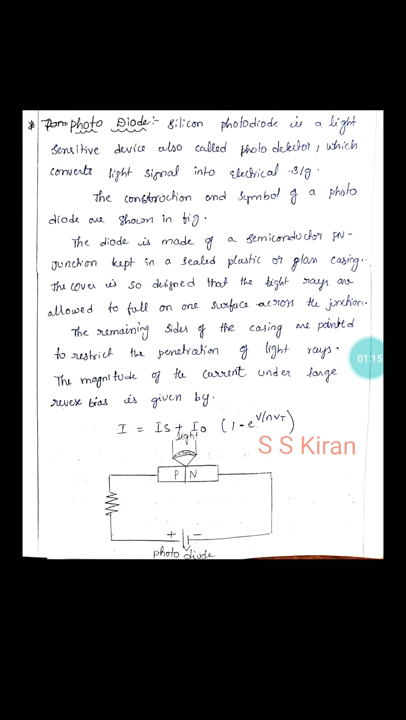 * photo Diode:- Silicon photodiode is a light
sensitive device also called photo detector, which
converts light signal into electrical s/g.
The construction and symbol of a photo
diode are shown in fig.
The diode is made of a semiconductor PN-
Junction kept in a sealed plastic or glass casing.
The cover is so designed that the light rays are
allowed to fall on one surface across the junction.
The remaining sides of the casing are painted
to restrict the penetration of light rays.
01:15
The magnitude of the current under large
reverse bias is given by.
I = IS + IO (1 - e^V/nVT)
light
S S Kiran
P N
+ -
photo diode